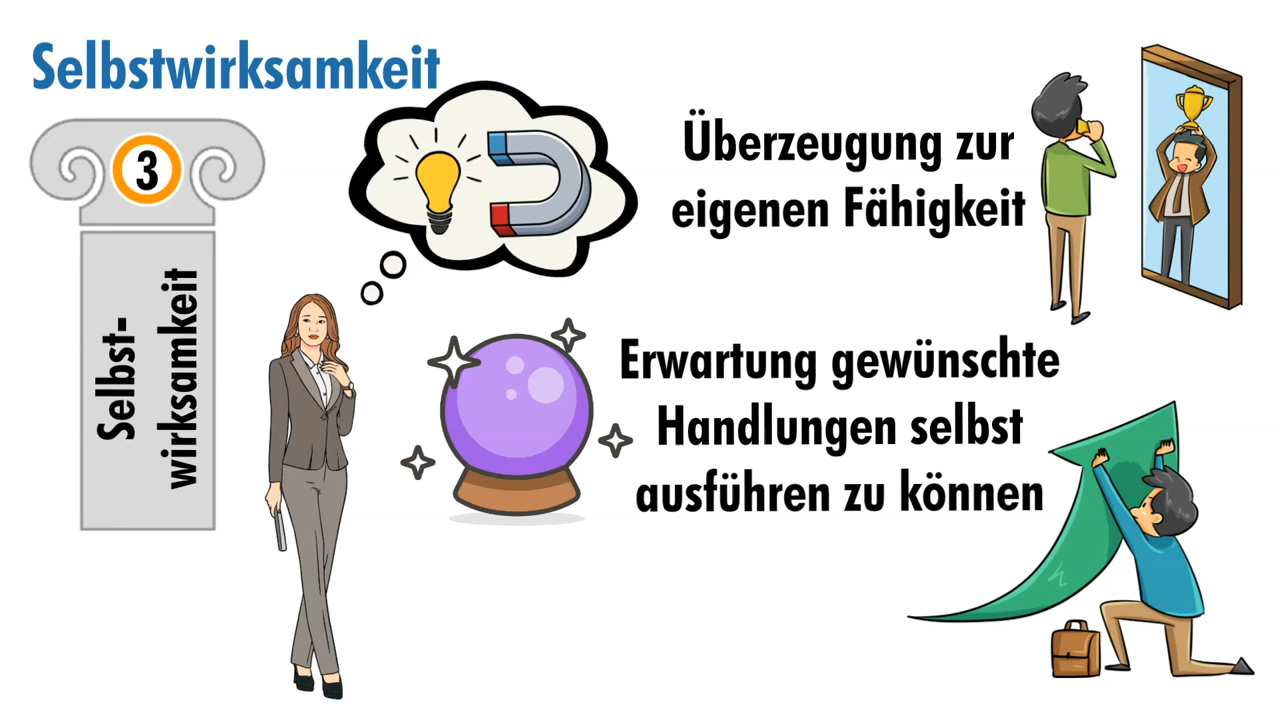 Selbstwirksamkeit
3
Selbst-
wirksamkeit
Überzeugung zur
eigenen Fähigkeit
Erwartung gewünschte
Handlungen selbst
ausführen zu können